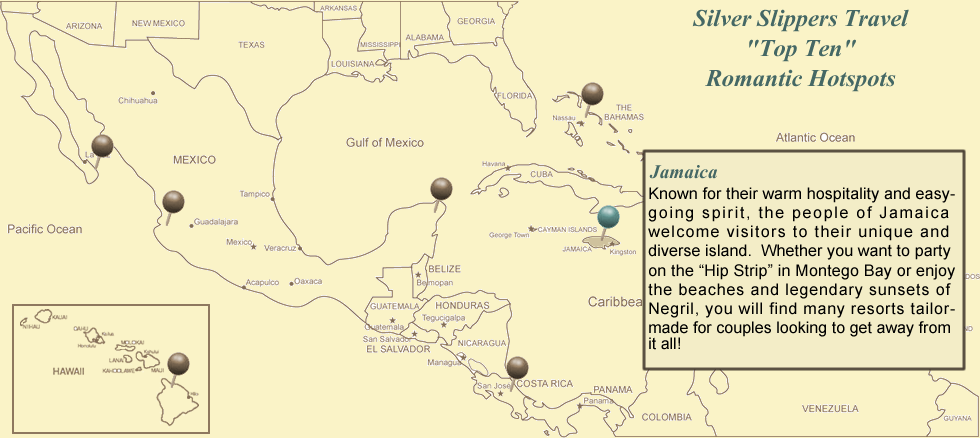 Silver Slippers Travel
"Top Ten"
Romantic Hotspots
ARIZONA
NEW MEXICO
TEXAS
ARKANSAS
MISSISSIPPI
ALABAMA
GEORGIA
LOUISIANA
FLORIDA
THE
BAHAMAS
Nassau
Chihuahua
La
MEXICO
Gulf of Mexico
Atlantic Ocean
Havana
CUBA
Tampico
Guadalajara
Pacific Ocean
Mexico
Veracruz
CAYMAN ISLANDS
George Town
JAMAICA
Kingston
Acapulco
Oaxaca
BELIZE
Belmopan
Caribbea
GUATEMALA
HONDURAS
Guatemala
Tegucigalpa
San Salvador
EL SALVADOR
NICARAGUA
Managua
San José
COSTA RICA
PANAMA
Panama
COLOMBIA
VENEZUELA
GUYANA
DOS
ND
Jamaica
Known for their warm hospitality and easy-
going spirit, the people of Jamaica
welcome visitors to their unique and
diverse island. Whether you want to party
on the “Hip Strip” in Montego Bay or enjoy
the beaches and legendary sunsets of
Negril, you will find many resorts tailor-
made for couples looking to get away from
it all!
KAUAI
NIIHAU
OAHU
Honolulu
MOLOKAI
LANAI
KAHOOLAWE
MAUI
HAWAII
Hilo